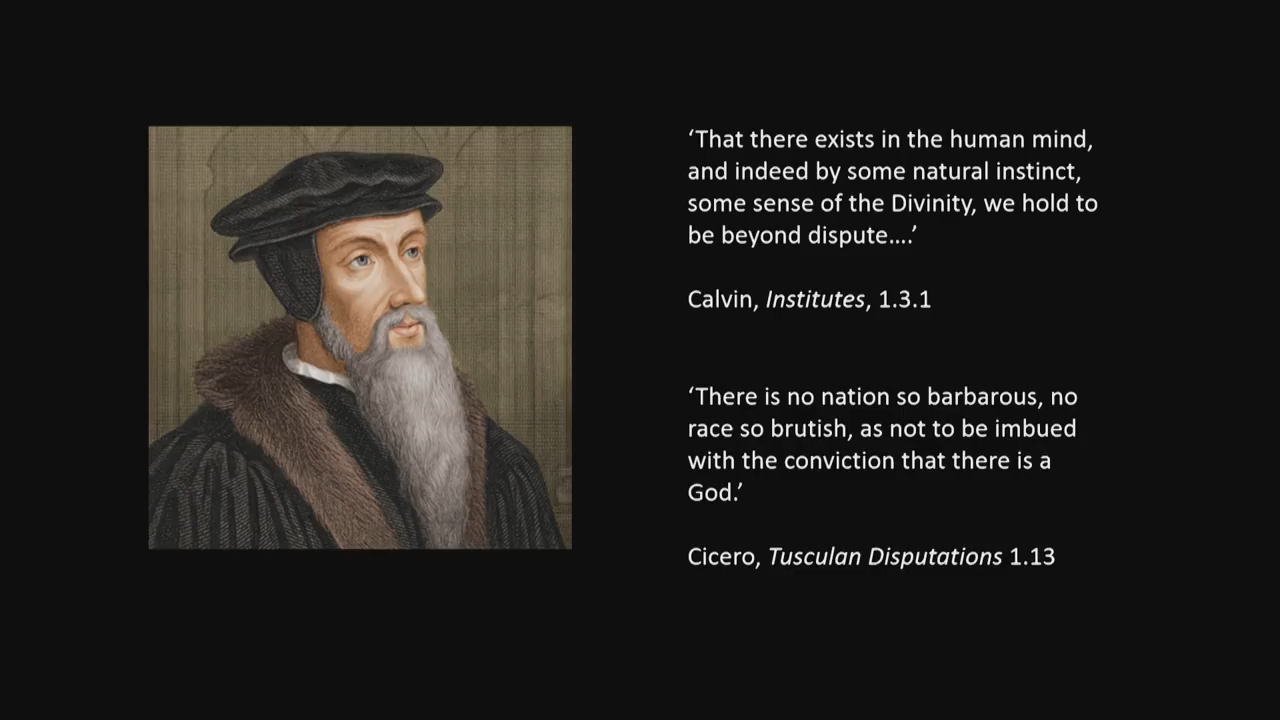 ‘That there exists in the human mind,
and indeed by some natural instinct,
some sense of the Divinity, we hold to
be beyond dispute....’
Calvin, Institutes, 1.3.1
‘There is no nation so barbarous, no
race so brutish, as not to be imbued
with the conviction that there is a
God.’
Cicero, Tusculan Disputations 1.13